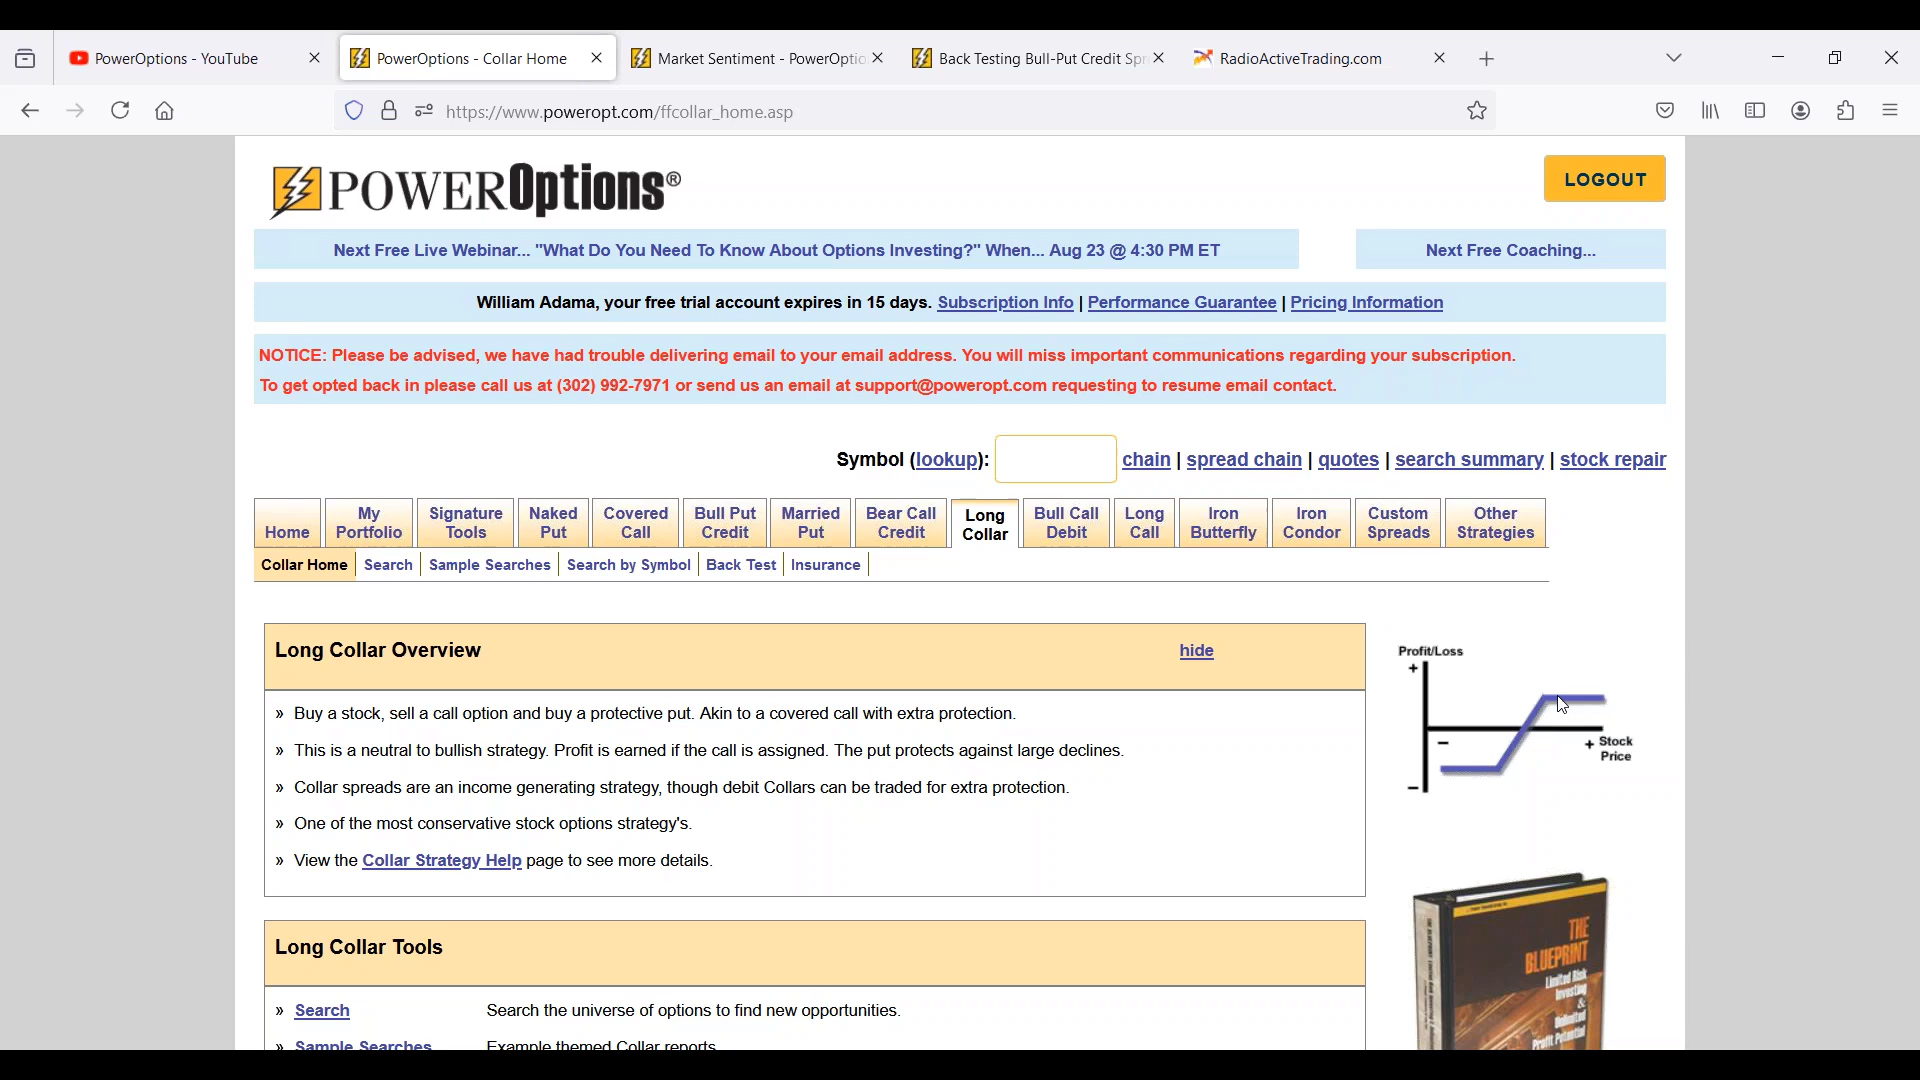 PowerOptions - YouTube
PowerOptions - Collar Home
Market Sentiment - PowerOptio
Back Testing Bull-Put Credit Spr
RadioActiveTrading.com
https://www.poweropt.com/ffcollar_home.asp
POWEROptions®
LOGOUT
Next Free Live Webinar... "What Do You Need To Know About Options Investing?" When... Aug 23 @ 4:30 PM ET
Next Free Coaching...
William Adama, your free trial account expires in 15 days. Subscription Info | Performance Guarantee | Pricing Information
NOTICE: Please be advised, we have had trouble delivering email to your email address. You will miss important communications regarding your subscription.
To get opted back in please call us at (302) 992-7971 or send us an email at support@poweropt.com requesting to resume email contact.
Symbol (lookup): chain | spread chain | quotes | search summary | stock repair
Home
My Portfolio
Signature Tools
Naked Put
Covered Call
Bull Put Credit
Married Put
Bear Call Credit
Long Collar
Bull Call Debit
Long Call
Iron Butterfly
Iron Condor
Custom Spreads
Other Strategies
Collar Home
Search
Sample Searches
Search by Symbol
Back Test
Insurance
Long Collar Overview
hide
» Buy a stock, sell a call option and buy a protective put. Akin to a covered call with extra protection.
» This is a neutral to bullish strategy. Profit is earned if the call is assigned. The put protects against large declines.
» Collar spreads are an income generating strategy, though debit Collars can be traded for extra protection.
» One of the most conservative stock options strategy's.
» View the Collar Strategy Help page to see more details.
Profit/Loss
+
−
+ Stock
Price
−
Long Collar Tools
» Search Search the universe of options to find new opportunities.
» Sample Searches Example themed Collar reports
THE
BLUEPRINT
Limited Risk
Investing
&
Unlimited
Profit Potential